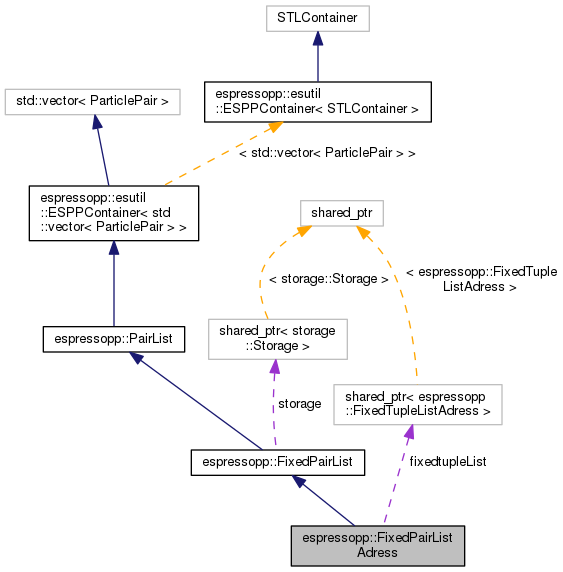 STLContainer
espressopp::esutil
::ESPPContainer< STLContainer >
std::vector< ParticlePair >
< std::vector< ParticlePair > >
espressopp::esutil
::ESPPContainer< std
::vector< ParticlePair > >
shared_ptr
< storage::Storage >
< espressopp::FixedTuple
ListAdress >
espressopp::PairList
shared_ptr< storage
::Storage >
shared_ptr< espressopp
::FixedTupleListAdress >
storage
espressopp::FixedPairList
fixedtupleList
espressopp::FixedPairList
Adress